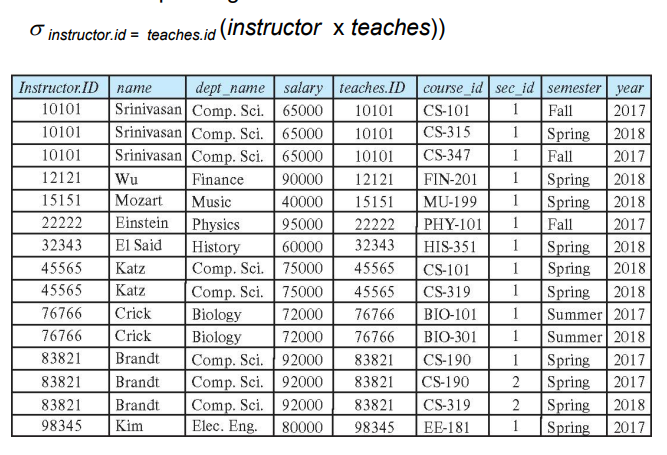 σ instructor.id = teaches.id (instructor x teaches))
Instructor.ID name dept_name salary teaches.ID course_id sec_id semester year
10101 Srinivasan Comp. Sci. 65000 10101 CS-101 1 Fall 2017
10101 Srinivasan Comp. Sci. 65000 10101 CS-315 1 Spring 2018
10101 Srinivasan Comp. Sci. 65000 10101 CS-347 1 Fall 2017
12121 Wu Finance 90000 12121 FIN-201 1 Spring 2018
15151 Mozart Music 40000 15151 MU-199 1 Spring 2018
22222 Einstein Physics 95000 22222 PHY-101 1 Fall 2017
32343 El Said History 60000 32343 HIS-351 1 Spring 2018
45565 Katz Comp. Sci. 75000 45565 CS-101 1 Spring 2018
45565 Katz Comp. Sci. 75000 45565 CS-319 1 Spring 2018
76766 Crick Biology 72000 76766 BIO-101 1 Summer 2017
76766 Crick Biology 72000 76766 BIO-301 1 Summer 2018
83821 Brandt Comp. Sci. 92000 83821 CS-190 1 Spring 2017
83821 Brandt Comp. Sci. 92000 83821 CS-190 2 Spring 2017
83821 Brandt Comp. Sci. 92000 83821 CS-319 2 Spring 2018
98345 Kim Elec. Eng. 80000 98345 EE-181 1 Spring 2017